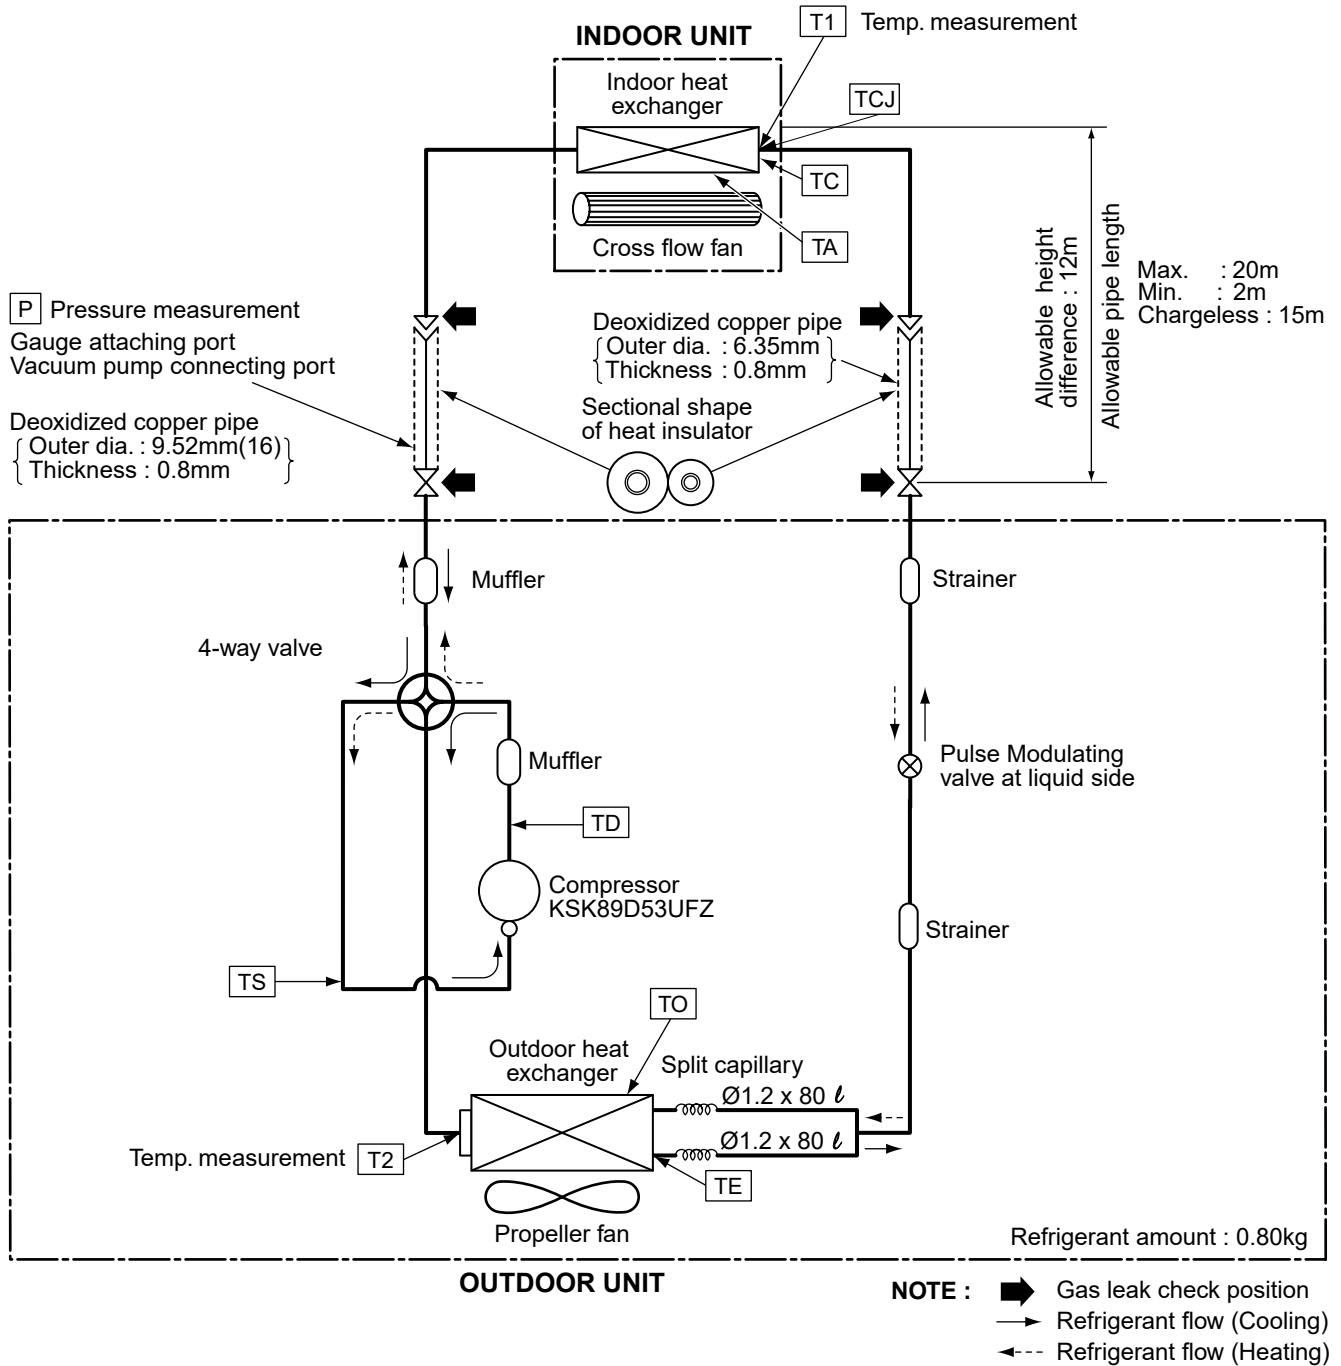 T1 Temp. measurement
INDOOR UNIT
Indoor heat
exchanger
TCJ
TC
Cross flow fan
TA
Allowable height
difference : 12m
Allowable pipe length
Max. : 20m
Min. : 2m
Chargeless : 15m
P Pressure measurement
Gauge attaching port
Vacuum pump connecting port
Deoxidized copper pipe
Outer dia. : 9.52mm(16)
Thickness : 0.8mm
Deoxidized copper pipe
Outer dia. : 6.35mm
Thickness : 0.8mm
Sectional shape
of heat insulator
Muffler
Strainer
4-way valve
Muffler
Pulse Modulating
valve at liquid side
TD
Compressor
KSK89D53UFZ
Strainer
TS
TO
Outdoor heat
exchanger
Split capillary
Ø1.2 x 80 ℓ
Ø1.2 x 80 ℓ
Temp. measurement T2
TE
Propeller fan
Refrigerant amount : 0.80kg
OUTDOOR UNIT
NOTE : Gas leak check position
Refrigerant flow (Cooling)
Refrigerant flow (Heating)